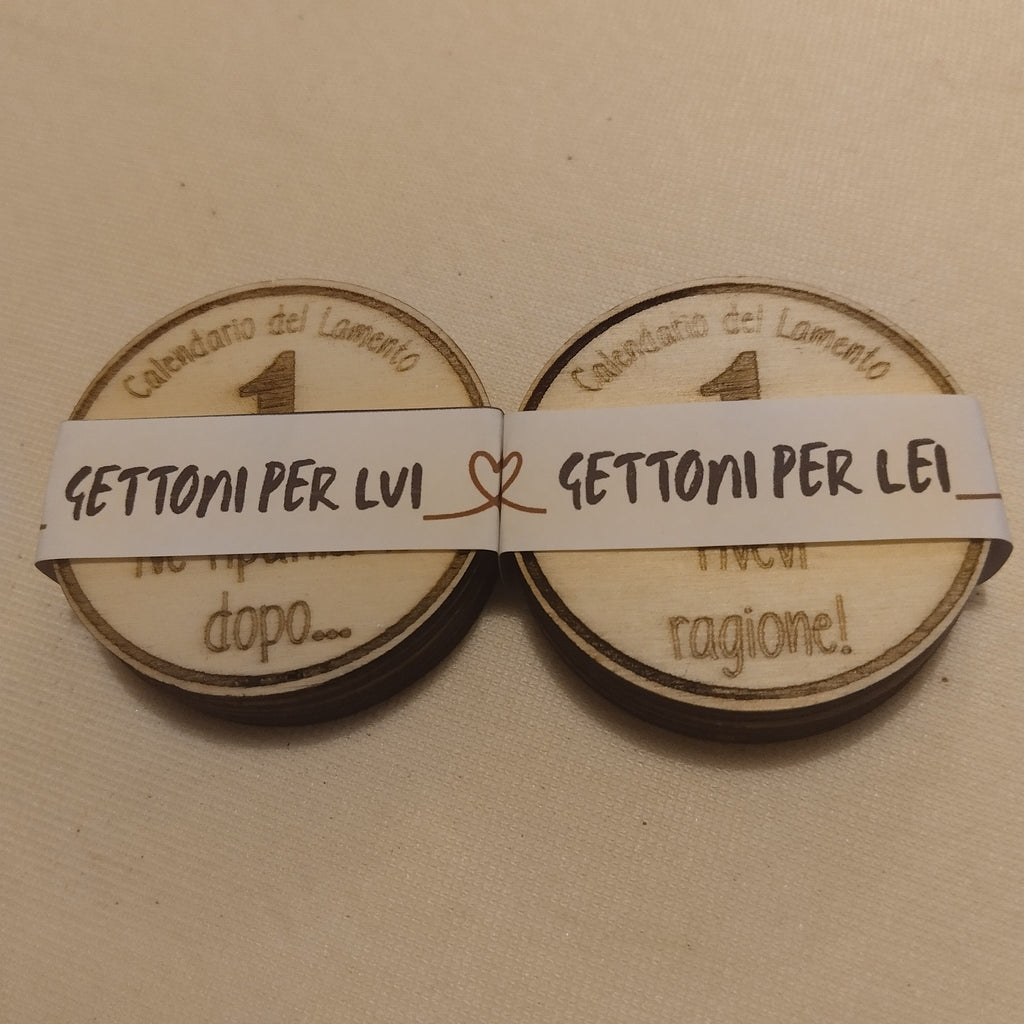 Calendario del Lamento
1
GETTONI PER LUI
dopo...
Calendario del Lamento
1
GETTONI PER LEI
ragione!